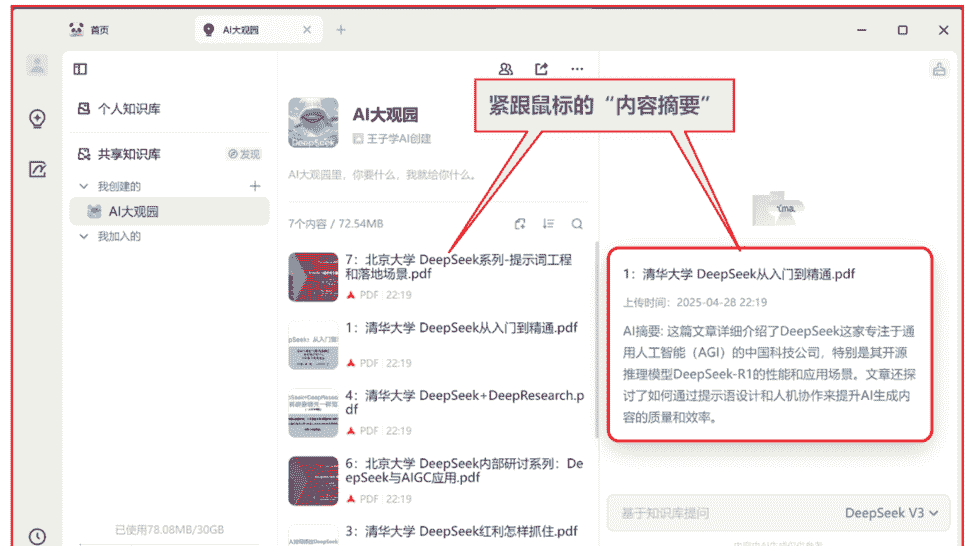 首页
AI大观园
个人知识库
共享知识库
发现
我创建的
AI大观园
我加入的
已使用78.08MB/30GB
AI大观园
王子学AI创建
AI大观园里，你要什么，我就给你什么。
7个内容 / 72.54MB
7：北京大学 DeepSeek系列-提示词工程
和落地场景.pdf
PDF 22:19
1：清华大学 DeepSeek从入门到精通.pdf
PDF 22:19
4：清华大学 DeepSeek+DeepResearch.p
df
PDF 22:19
6：北京大学 DeepSeek内部研讨系列：De
epSeek与AIGC应用.pdf
PDF 22:19
3：清华大学 DeepSeek红利怎样抓住.pdf
紧跟鼠标的“内容摘要”
ima.
1：清华大学 DeepSeek从入门到精通.pdf
上传时间：2025-04-28 22:19
AI摘要: 这篇文章详细介绍了DeepSeek这家专注于通
用人工智能（AGI）的中国科技公司，特别是其开源
推理模型DeepSeek-R1的性能和应用场景。文章还探
讨了如何通过提示语设计和人机协作来提升AI生成内
容的质量和效率。
基于知识库提问
DeepSeek V3